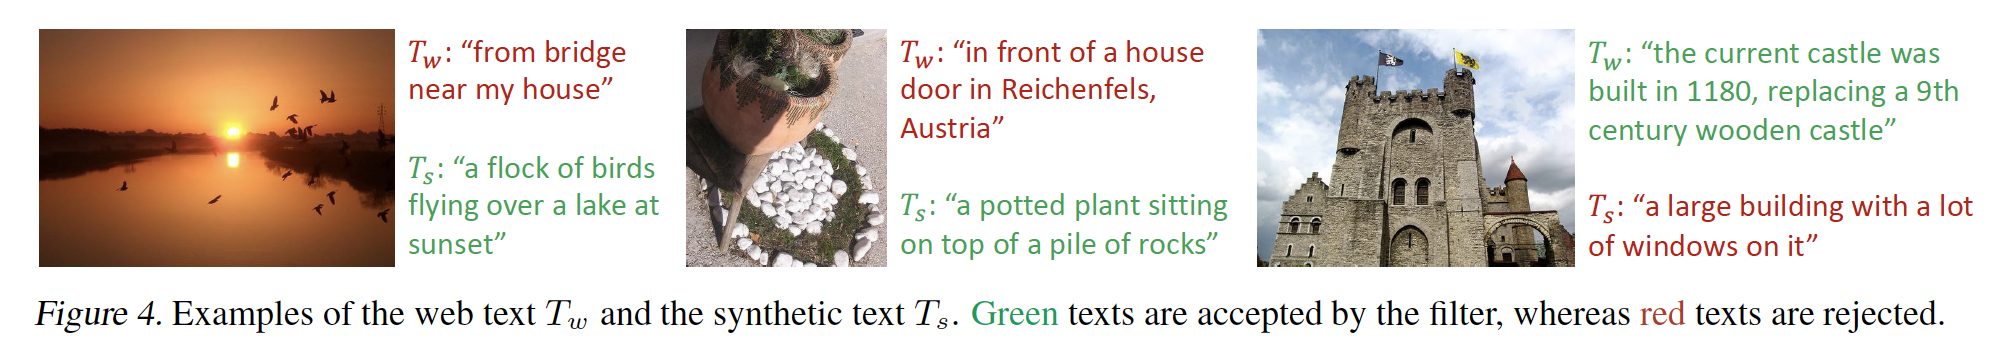 T_w: “from bridge
near my house”
T_s: “a flock of birds
flying over a lake at
sunset”
T_w: “in front of a house
door in Reichenfels,
Austria”
T_s: “a potted plant sitting
on top of a pile of rocks”
T_w: “the current castle was
built in 1180, replacing a 9th
century wooden castle”
T_s: “a large building with a lot
of windows on it”
Figure 4. Examples of the web text T_w and the synthetic text T_s. Green texts are accepted by the filter, whereas red texts are rejected.